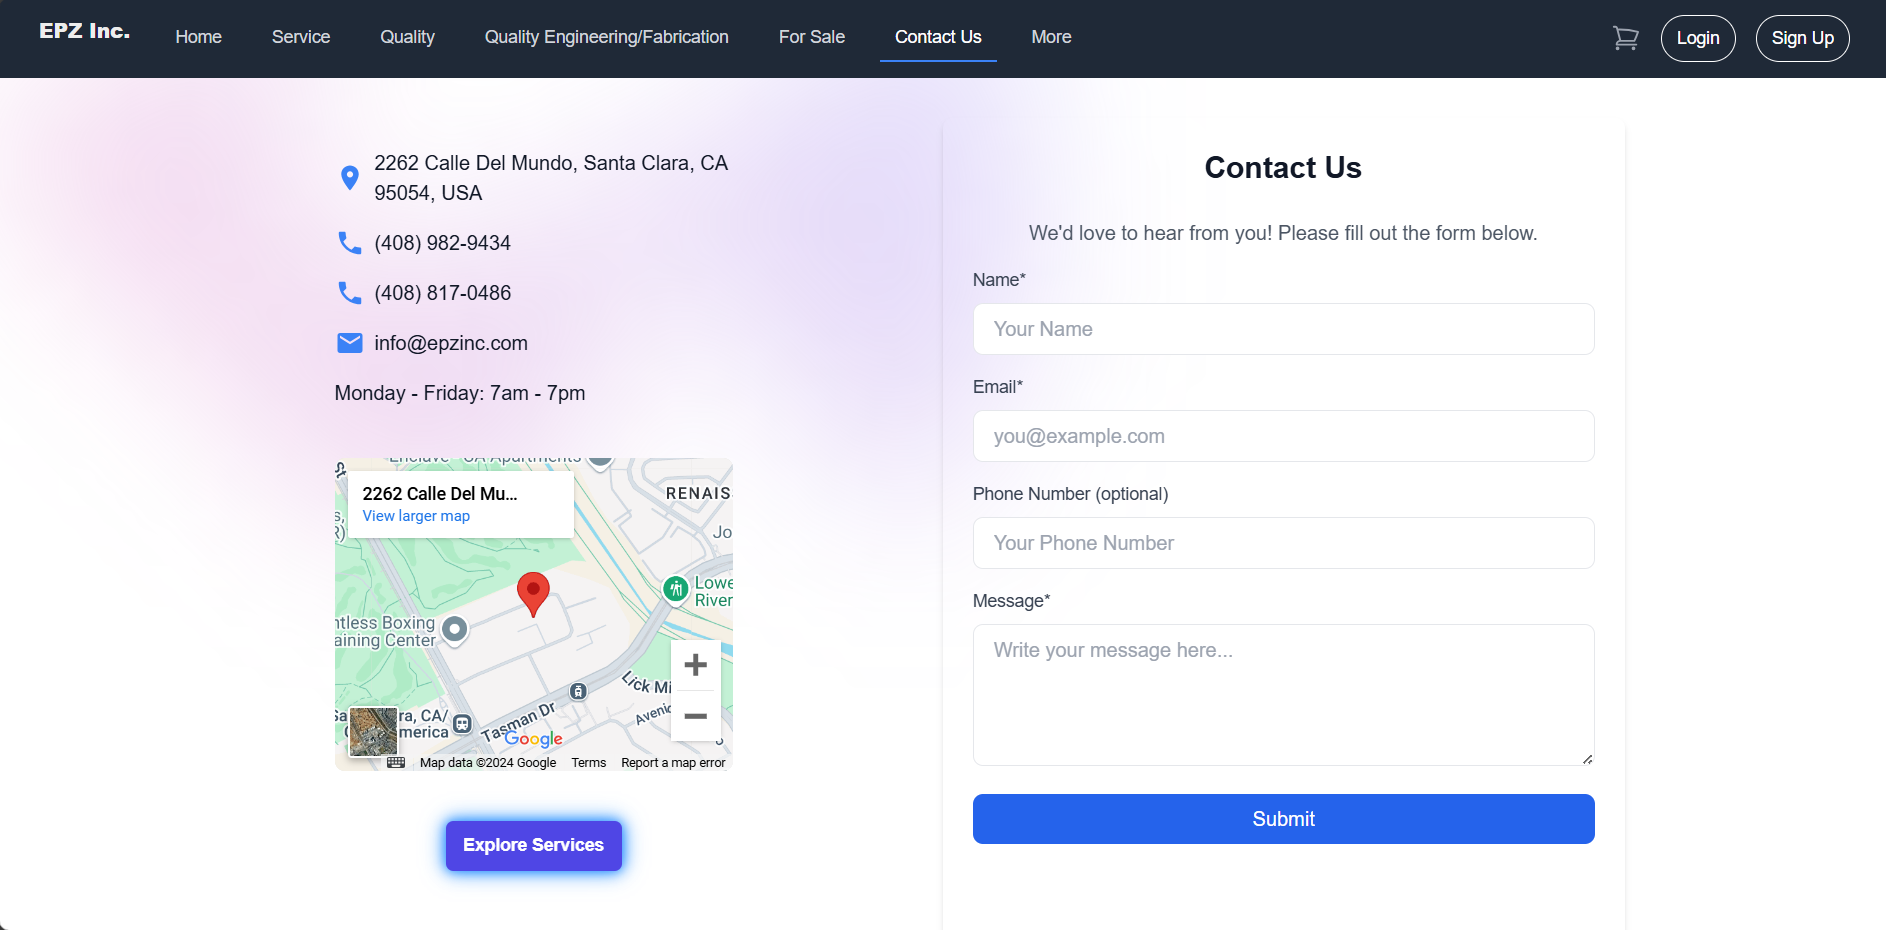 EPZ Inc.
Home
Service
Quality
Quality Engineering/Fabrication
For Sale
Contact Us
More
Login
Sign Up
2262 Calle Del Mundo, Santa Clara, CA
95054, USA
(408) 982-9434
(408) 817-0486
info@epzinc.com
Monday - Friday: 7am - 7pm
Enclave - CA Apartments
St
2262 Calle Del Mu...
View larger map
RENAIS
Jo
Lowe
River
ntless Boxing
aining Center
Lick Mi
Avenid
Tasman Dr
ra, CA/
merica
Google
Map data ©2024 Google
Terms
Report a map error
Explore Services
Contact Us
We'd love to hear from you! Please fill out the form below.
Name*
Your Name
Email*
you@example.com
Phone Number (optional)
Your Phone Number
Message*
Write your message here...
Submit